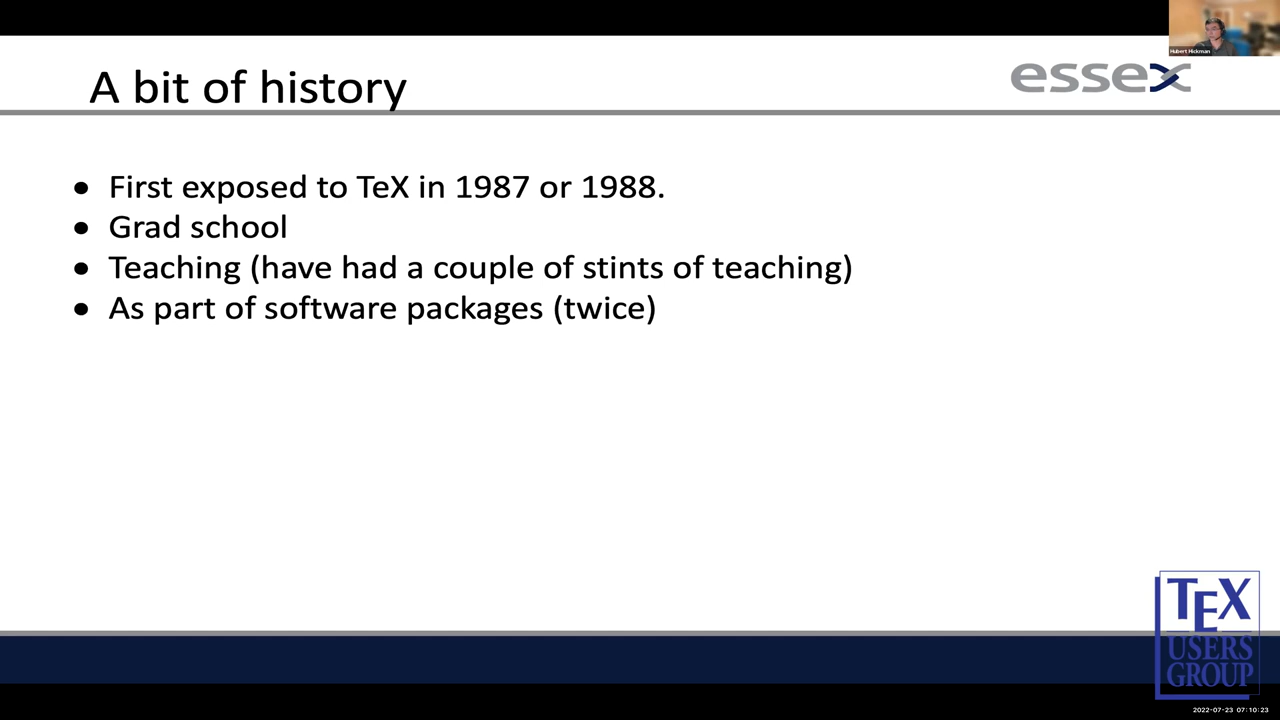 Hubert Hickman
A bit of history
essex
● First exposed to TeX in 1987 or 1988.
● Grad school
● Teaching (have had a couple of stints of teaching)
● As part of software packages (twice)
TEX
USERS
GROUP
2022-07-23 07:10:23